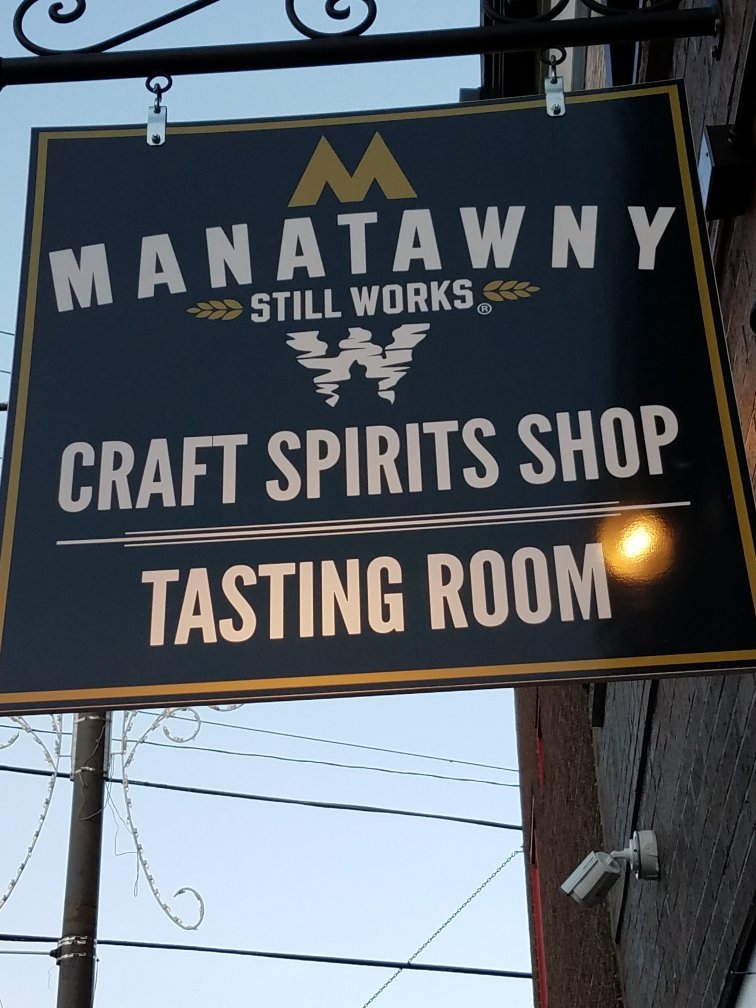 M
MANATAWNY
STILL WORKS®
CRAFT SPIRITS SHOP
TASTING ROOM